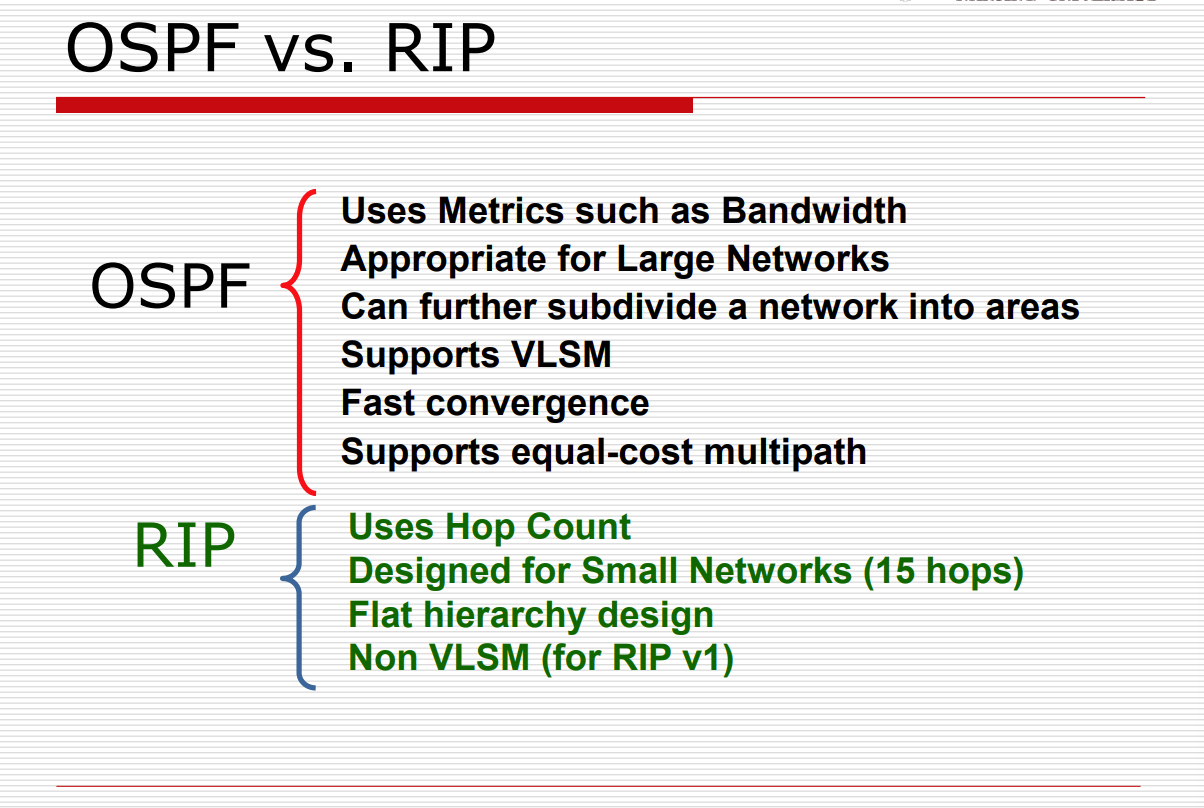 OSPF vs. RIP
OSPF
Uses Metrics such as Bandwidth
Appropriate for Large Networks
Can further subdivide a network into areas
Supports VLSM
Fast convergence
Supports equal-cost multipath
RIP
Uses Hop Count
Designed for Small Networks (15 hops)
Flat hierarchy design
Non VLSM (for RIP v1)